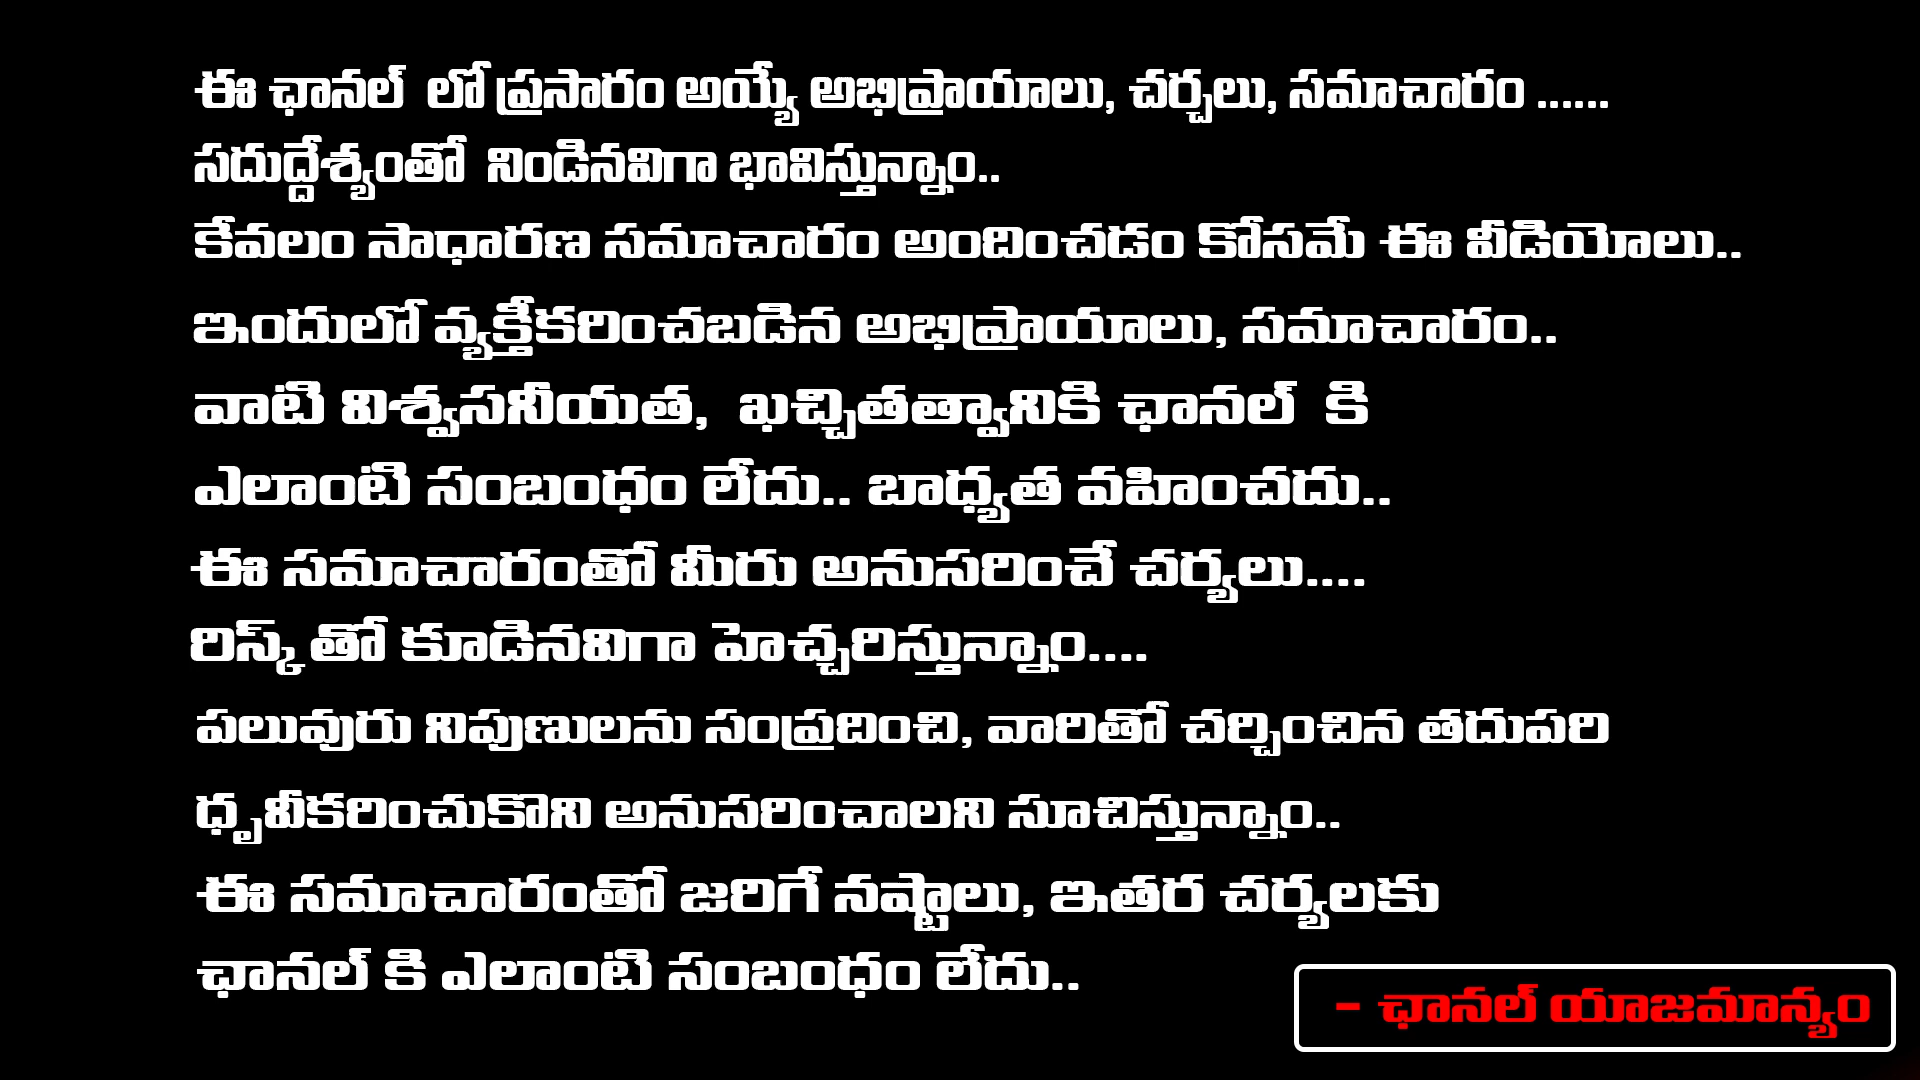 ఈ ఛానల్ లో ప్రసారం అయ్యే అభిప్రాయాలు, చర్చలు, సమాచారం ......
సదుద్దేశ్యంతో నిండినవిగా భావిస్తున్నాం..
కేవలం సాధారణ సమాచారం అందించడం కోసమే ఈ వీడియోలు..
ఇందులో వ్యక్తీకరించబడిన అభిప్రాయాలు, సమాచారం..
వాటి విశ్వసనీయత, ఖచ్చితత్వానికి ఛానల్ కి
ఎలాంటి సంబంధం లేదు.. బాధ్యత వహించదు..
ఈ సమాచారంతో మీరు అనుసరించే చర్యలు....
రిస్క్ తో కూడినవిగా హెచ్చరిస్తున్నాం....
పలువురు నిపుణులను సంప్రదించి, వారితో చర్చించిన తదుపరి
ధృవీకరించుకొని అనుసరించాలని సూచిస్తున్నాం..
ఈ సమాచారంతో జరిగే నష్టాలు, ఇతర చర్యలకు
ఛానల్ కి ఎలాంటి సంబంధం లేదు..
- ఛానల్ యాజమాన్యం